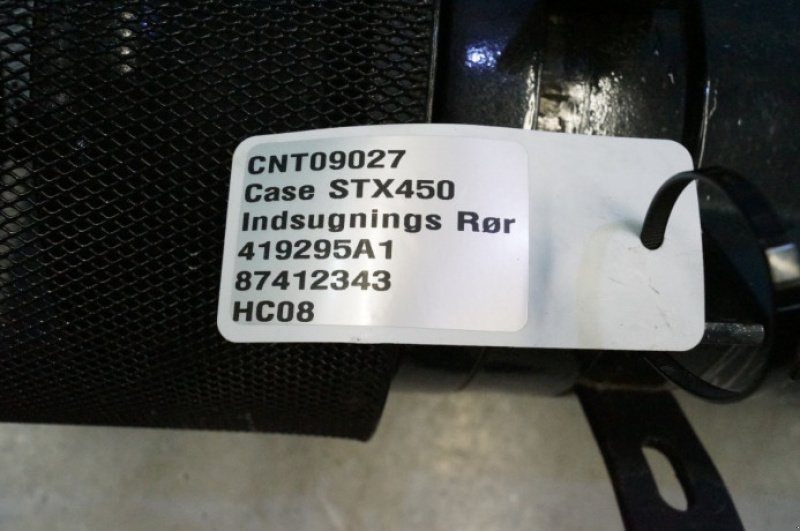 CNT09027
Case STX450
Indsugnings Rør
419295A1
87412343
HC08